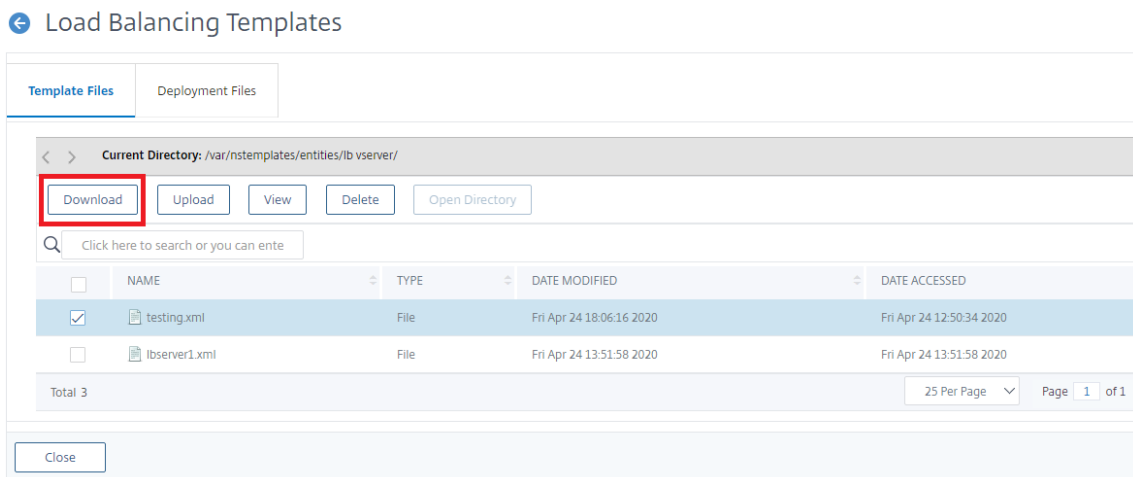 Load Balancing Templates
Template Files Deployment Files
Current Directory: /var/nstemplates/entities/lb vserver/
Download Upload View Delete Open Directory
Click here to search or you can ente
NAME TYPE DATE MODIFIED DATE ACCESSED
testing.xml File Fri Apr 24 18:06:16 2020 Fri Apr 24 12:50:34 2020
lbserver1.xml File Fri Apr 24 13:51:58 2020 Fri Apr 24 13:51:58 2020
Total 3 25 Per Page Page 1 of 1
Close